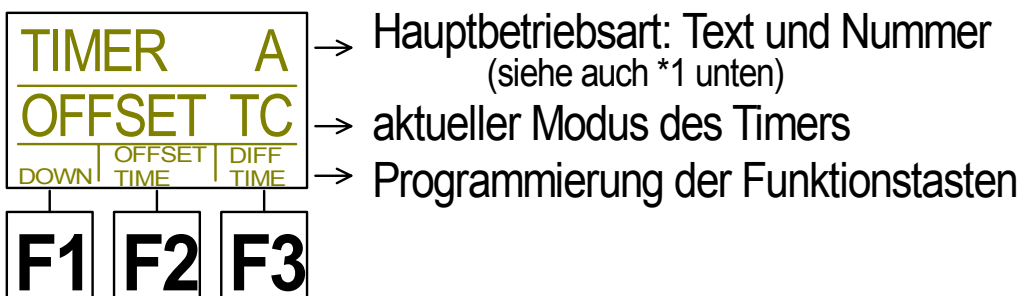 TIMER A → Hauptbetriebsart: Text und Nummer
(siehe auch *1 unten)
OFFSET TC → aktueller Modus des Timers
DOWN OFFSET TIME DIFF TIME → Programmierung der Funktionstasten
F1 F2 F3